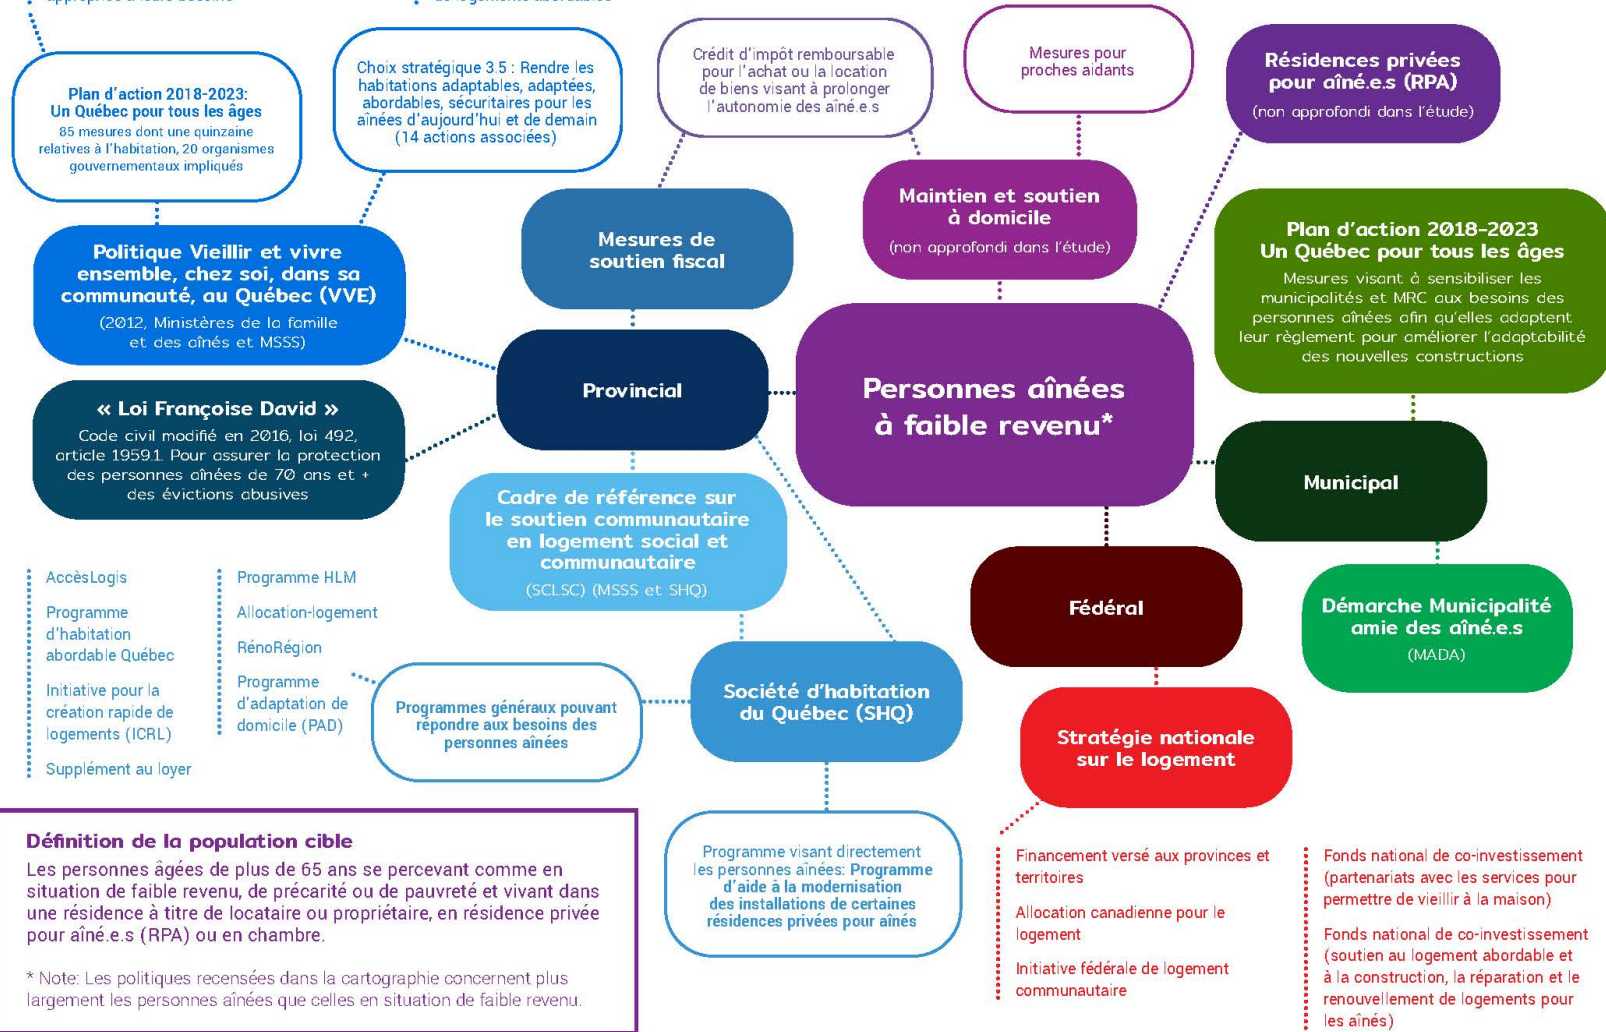 Plan d'action 2018-2023:
Un Québec pour tous les âges
85 mesures dont une quinzaine
relatives à l'habitation, 20 organismes
gouvernementaux impliqués
Choix stratégique 3.5 : Rendre les
habitations adaptables, adaptées,
abordables, sécuritaires pour les
aînées d'aujourd'hui et de demain
(14 actions associées)
Crédit d'impôt remboursable
pour l'achat ou la location
de biens visant à prolonger
l'autonomie des aîné.e.s
Mesures pour
proches aidants
Résidences privées
pour aîné.e.s (RPA)
(non approfondi dans l'étude)
Politique Vieillir et vivre
ensemble, chez soi, dans sa
communauté, au Québec (VVE)
(2012, Ministères de la famille
et des aînés et MSSS)
Mesures de
soutien fiscal
Maintien et soutien
à domicile
(non approfondi dans l'étude)
Plan d'action 2018-2023
Un Québec pour tous les âges
Mesures visant à sensibiliser les
municipalités et MRC aux besoins des
personnes aînées afin qu'elles adaptent
leur règlement pour améliorer l'adaptabilité
des nouvelles constructions
« Loi Françoise David »
Code civil modifié en 2016, loi 492,
article 1959.1. Pour assurer la protection
des personnes aînées de 70 ans et +
des évictions abusives
Provincial
Personnes aînées
à faible revenu*
Municipal
Cadre de référence sur
le soutien communautaire
en logement social et
communautaire
(SCLSC) (MSSS et SHQ)
Fédéral
Démarche Municipalité
amie des aîné.e.s
(MADA)
AccèsLogis
Programme
d'habitation
abordable Québec
Initiative pour la
création rapide de
logements (ICRL)
Supplément au loyer
Programme HLM
Allocation-logement
RénoRégion
Programme
d'adaptation de
domicile (PAD)
Programmes généraux pouvant
répondre aux besoins des
personnes aînées
Société d'habitation
du Québec (SHQ)
Stratégie nationale
sur le logement
Programme visant directement
les personnes aînées: Programme
d'aide à la modernisation
des installations de certaines
résidences privées pour aînés
Financement versé aux provinces et
territoires
Allocation canadienne pour le
logement
Initiative fédérale de logement
communautaire
Fonds national de co-investissement
(partenariats avec les services pour
permettre de vieillir à la maison)
Fonds national de co-investissement
(soutien au logement abordable et
à la construction, la réparation et le
renouvellement de logements pour
les aînés)
Définition de la population cible
Les personnes âgées de plus de 65 ans se percevant comme en
situation de faible revenu, de précarité ou de pauvreté et vivant dans
une résidence à titre de locataire ou propriétaire, en résidence privée
pour aîné.e.s (RPA) ou en chambre.
* Note: Les politiques recensées dans la cartographie concernent plus
largement les personnes aînées que celles en situation de faible revenu.